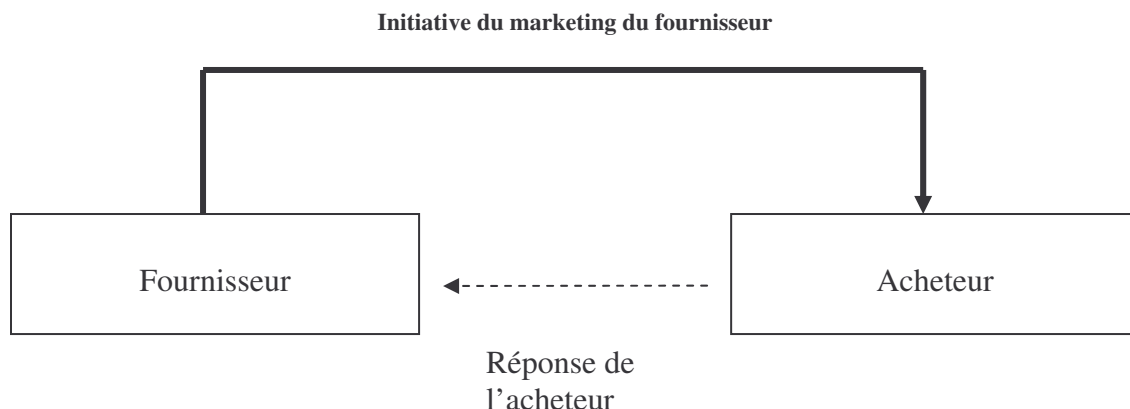 Initiative du marketing du fournisseur
Fournisseur
Acheteur
Réponse de
l’acheteur